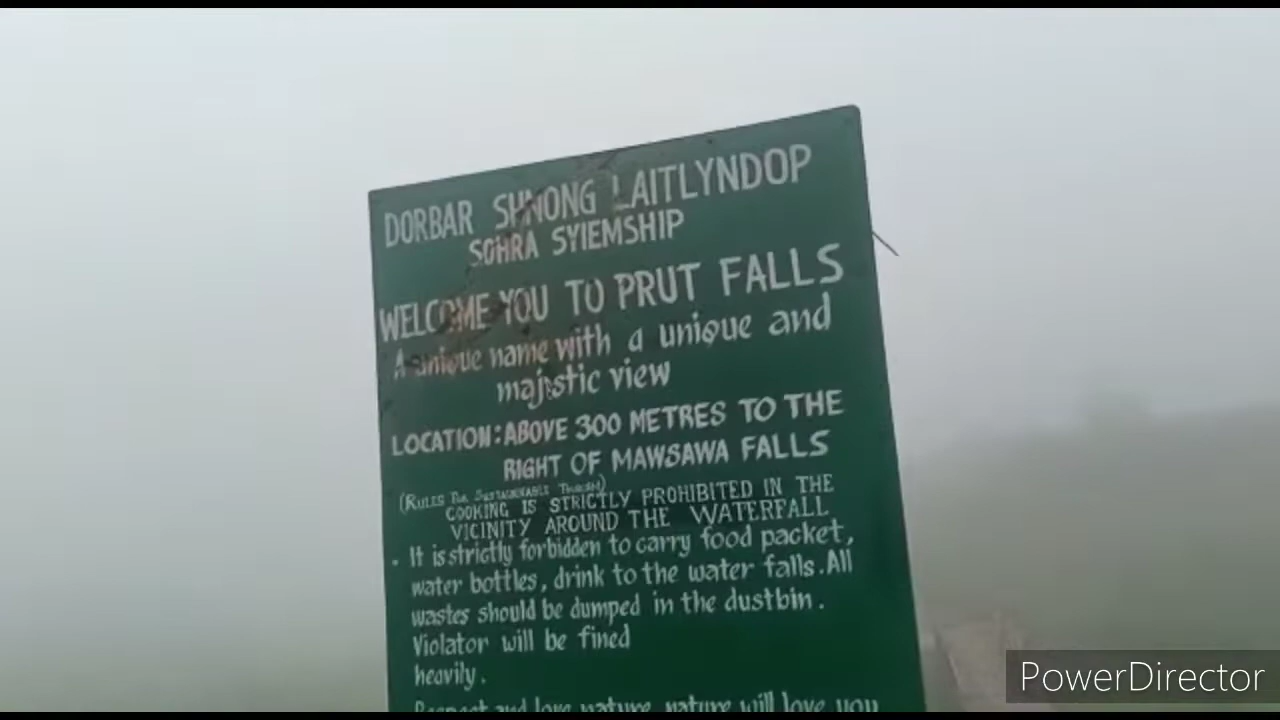 DORBAR SHNONG LAITLYNDOP
SOHRA SYIEMSHIP
WELCOME YOU TO PRUT FALLS
A unique name with a unique and
majestic view
LOCATION: ABOVE 300 METRES TO THE
RIGHT OF MAWSAWA FALLS
(RULES FOR SUSTAINABLE TOURISM)
COOKING IS STRICTLY PROHIBITED IN THE
VICINITY AROUND THE WATERFALL
· It is strictly forbidden to carry food packet,
water bottles, drink to the water falls. All
wastes should be dumped in the dustbin.
Violator will be fined
heavily.
Respect and love nature, nature will love you
PowerDirector